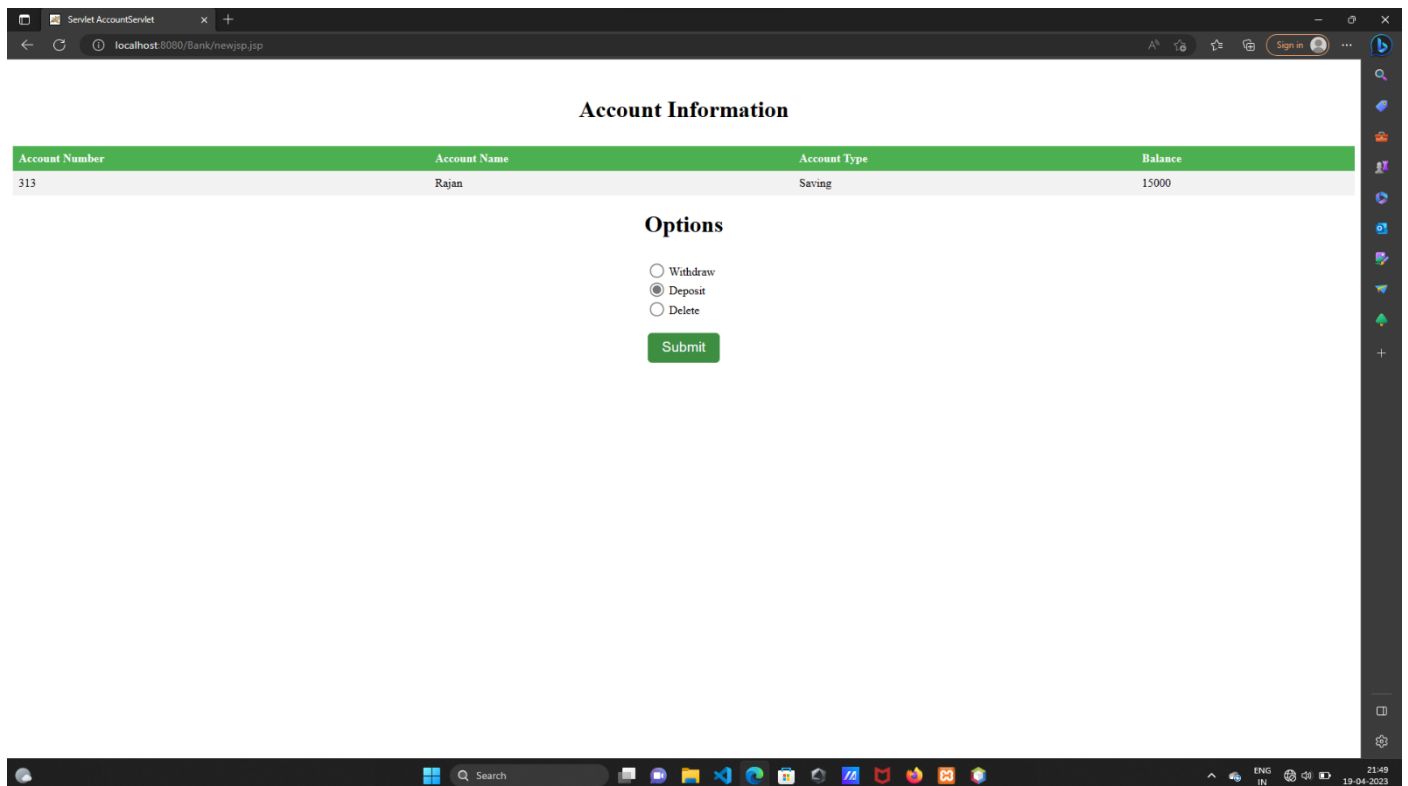 Servlet AccountServlet
localhost:8080/Bank/newjsp.jsp
Sign in
Account Information
Account Number Account Name Account Type Balance
313 Rajan Saving 15000
Options
Withdraw
Deposit
Delete
Submit
Search
ENG
IN
21:49
19-04-2023